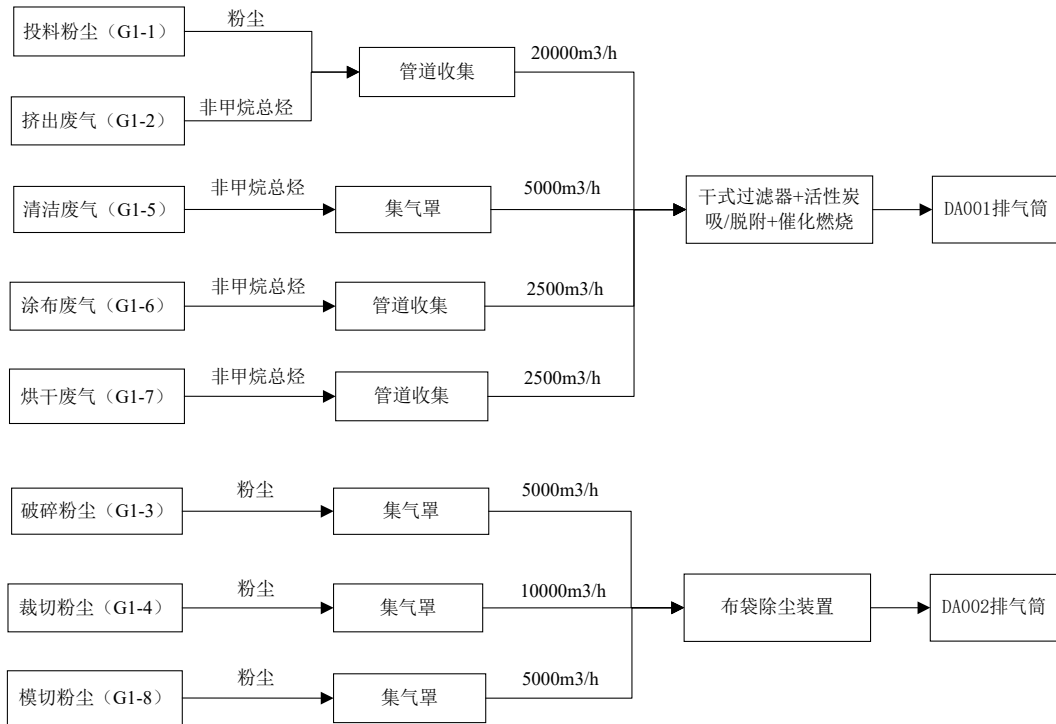 投料粉尘（G1-1）
粉尘
管道收集
20000m3/h
挤出废气（G1-2）
非甲烷总烃
清洁废气（G1-5）
非甲烷总烃
集气罩
5000m3/h
干式过滤器+活性炭
吸/脱附+催化燃烧
DA001排气筒
涂布废气（G1-6）
非甲烷总烃
管道收集
2500m3/h
烘干废气（G1-7）
非甲烷总烃
管道收集
2500m3/h
破碎粉尘（G1-3）
粉尘
集气罩
5000m3/h
裁切粉尘（G1-4）
粉尘
集气罩
10000m3/h
布袋除尘装置
DA002排气筒
模切粉尘（G1-8）
粉尘
集气罩
5000m3/h